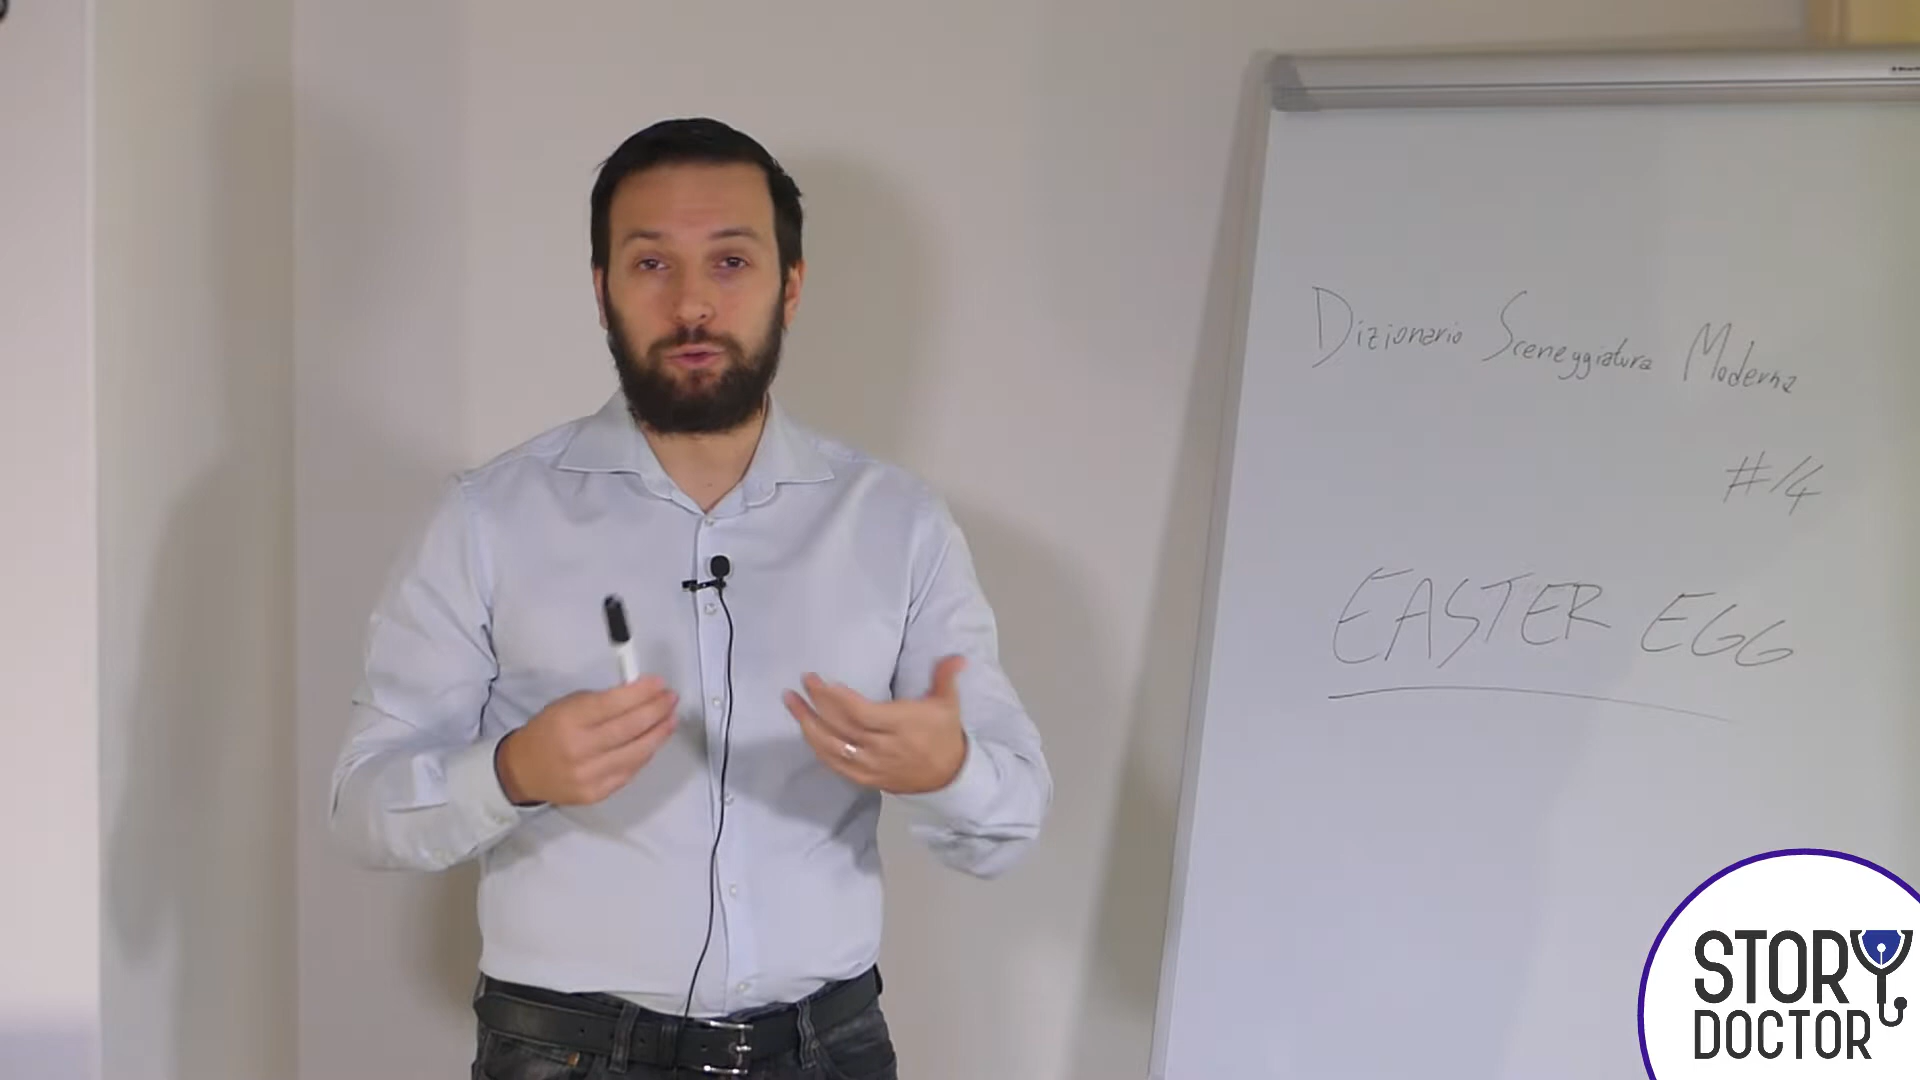 Dizionario Sceneggiatura Moderna
#14
EASTER EGG
STORY
DOCTOR